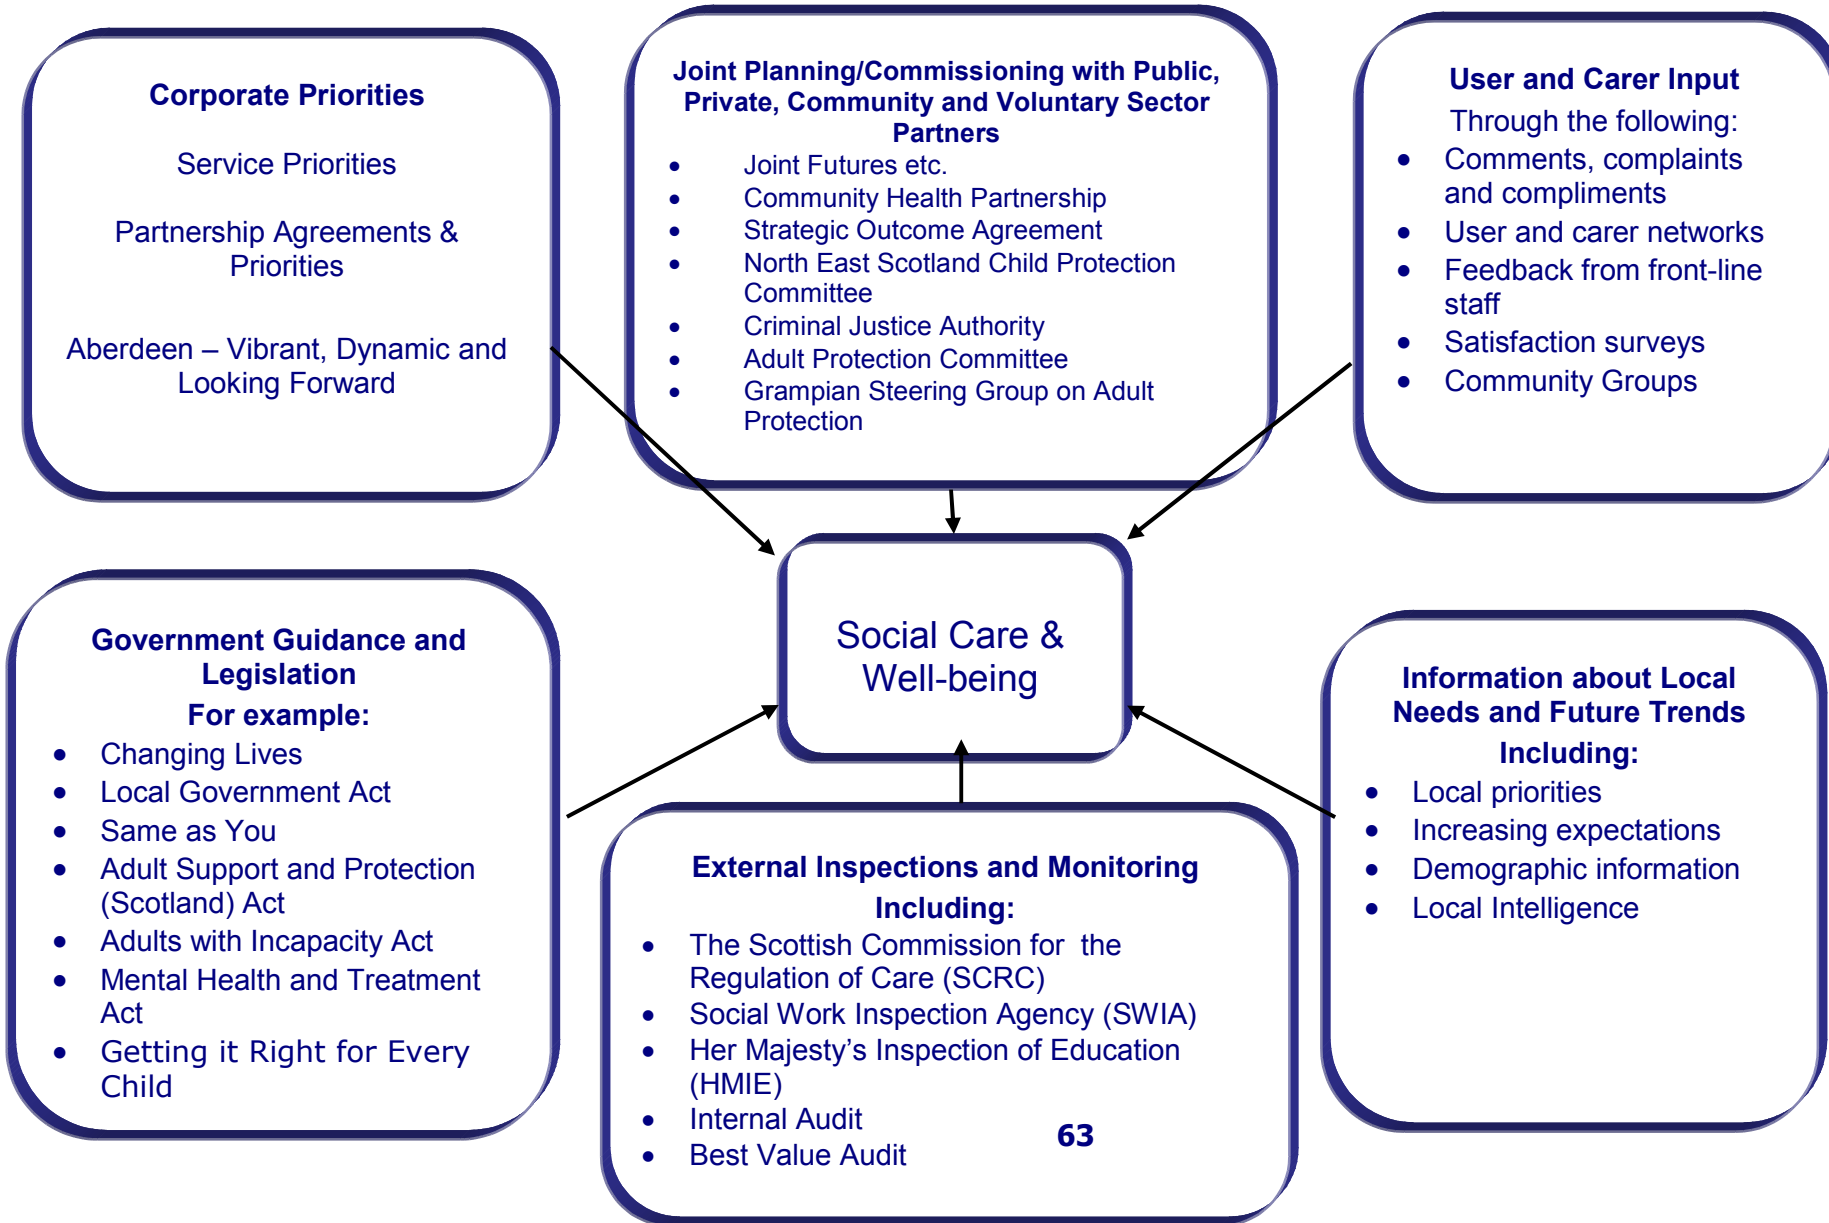 Corporate Priorities
Service Priorities
Partnership Agreements &
Priorities
Aberdeen – Vibrant, Dynamic and
Looking Forward
Joint Planning/Commissioning with Public,
Private, Community and Voluntary Sector
Partners
• Joint Futures etc.
• Community Health Partnership
• Strategic Outcome Agreement
• North East Scotland Child Protection
Committee
• Criminal Justice Authority
• Adult Protection Committee
• Grampian Steering Group on Adult
Protection
User and Carer Input
Through the following:
• Comments, complaints
and compliments
• User and carer networks
• Feedback from front-line
staff
• Satisfaction surveys
• Community Groups
Social Care &
Well-being
Government Guidance and
Legislation
For example:
• Changing Lives
• Local Government Act
• Same as You
• Adult Support and Protection
(Scotland) Act
• Adults with Incapacity Act
• Mental Health and Treatment
Act
• Getting it Right for Every
Child
External Inspections and Monitoring
Including:
• The Scottish Commission for  the
Regulation of Care (SCRC)
• Social Work Inspection Agency (SWIA)
• Her Majesty’s Inspection of Education
(HMIE)
• Internal Audit
• Best Value Audit
63
Information about Local
Needs and Future Trends
Including:
• Local priorities
• Increasing expectations
• Demographic information
• Local Intelligence